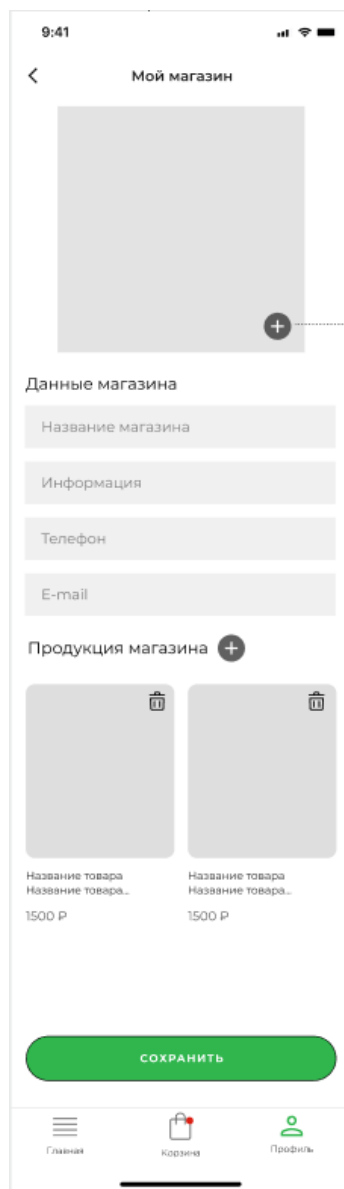 9:41
Мой магазин
Данные магазина
Название магазина
Информация
Телефон
E-mail
Продукция магазина
Название товара
Название товара...
1500 ₽
Название товара
Название товара...
1500 ₽
СОХРАНИТЬ
Главная
Корзина
Профиль